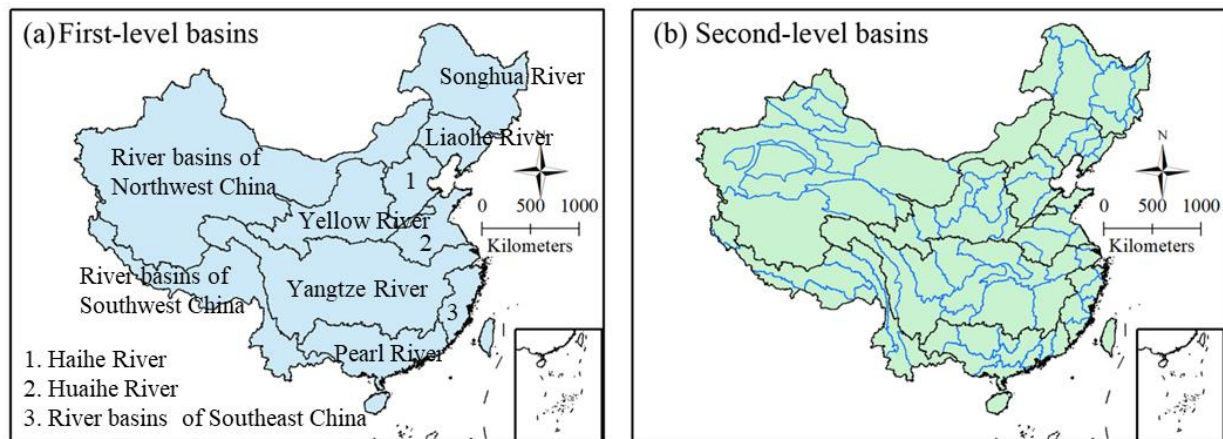 (a) First-level basins
Songhua River
Liaohe River
N
River basins of
Northwest China
1
0 500 1000
Kilometers
Yellow River
2
River basins of
Southwest China
Yangtze River
3
Pearl River
1. Haihe River
2. Huaihe River
3. River basins of Southeast China
(b) Second-level basins
N
0 500 1000
Kilometers